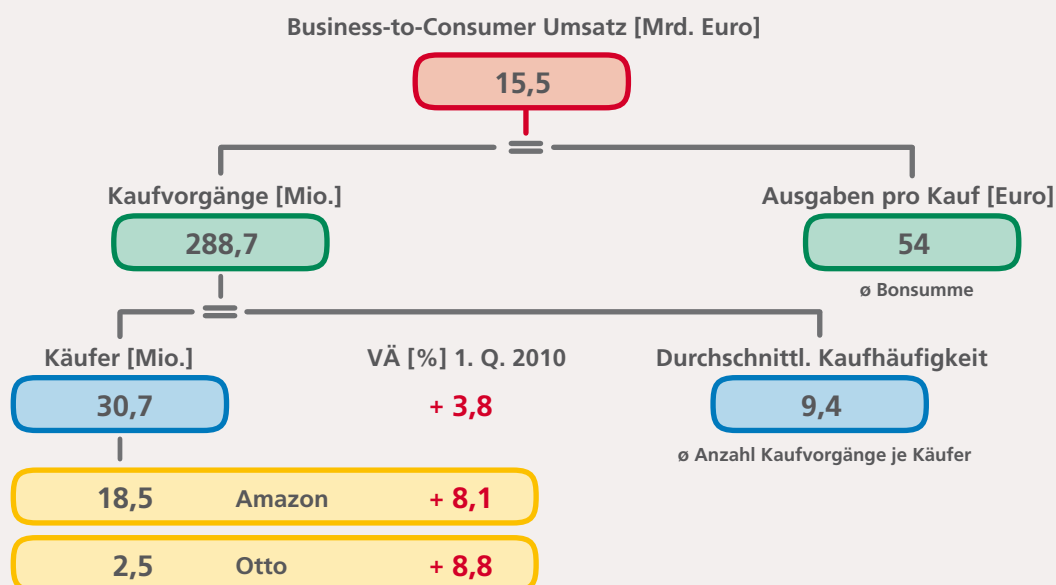 Business-to-Consumer Umsatz [Mrd. Euro]
15,5
Kaufvorgänge [Mio.]
Ausgaben pro Kauf [Euro]
288,7
54
ø Bonsumme
Käufer [Mio.]
VÄ [%] 1. Q. 2010
Durchschnittl. Kaufhäufigkeit
30,7
+ 3,8
9,4
ø Anzahl Kaufvorgänge je Käufer
18,5 Amazon + 8,1
2,5 Otto + 8,8